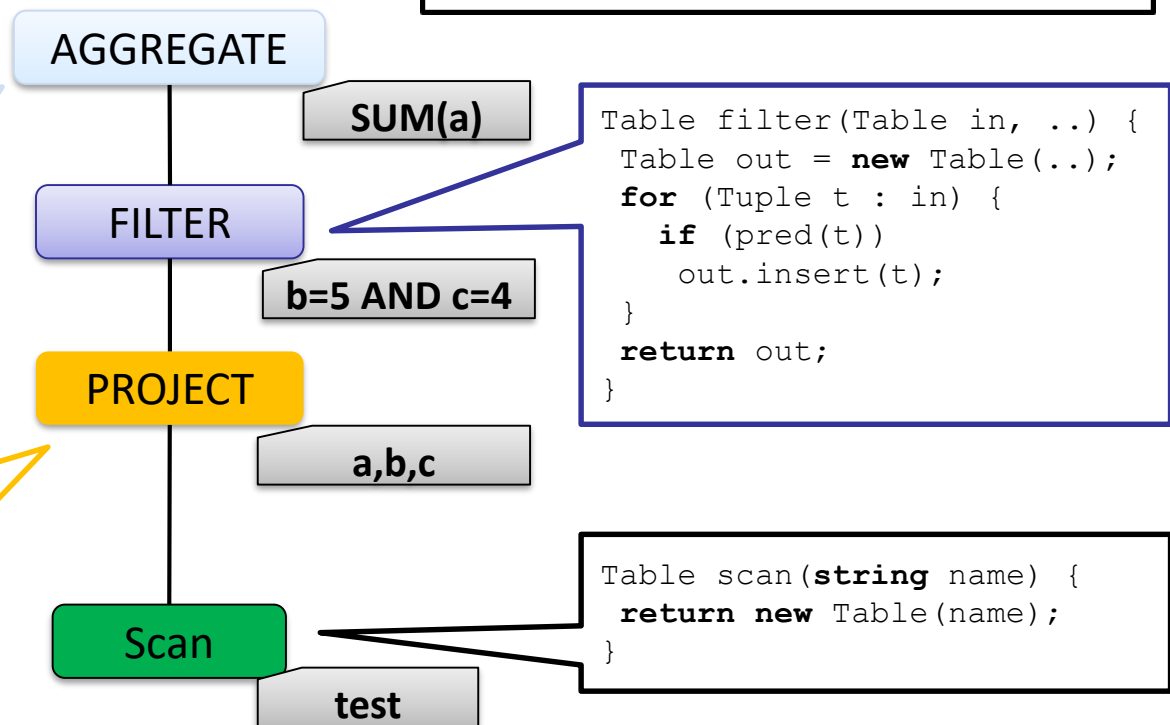 AGGREGATE
SUM(a)
FILTER
b=5 AND c=4
PROJECT
a,b,c
Scan
test
Table filter(Table in, ..) {
Table out = new Table(..);
for (Tuple t : in) {
if (pred(t))
out.insert(t);
}
return out;
}
Table scan(string name) {
return new Table(name);
}